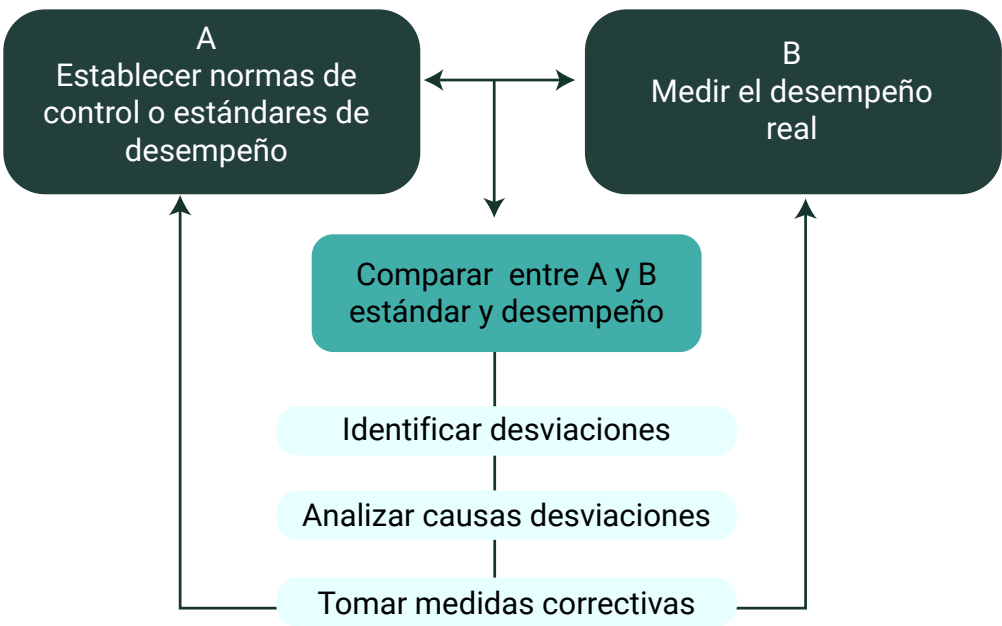 A
Establecer normas de
control o estándares de
desempeño
B
Medir el desempeño
real
Comparar  entre A y B
estándar y desempeño
Identificar desviaciones
Analizar causas desviaciones
Tomar medidas correctivas